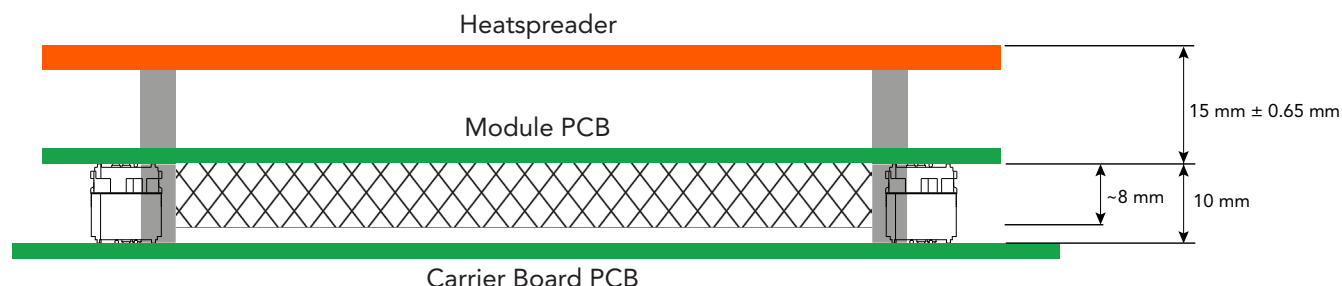 Heatspreader
15 mm ± 0.65 mm
Module PCB
~8 mm
10 mm
Carrier Board PCB